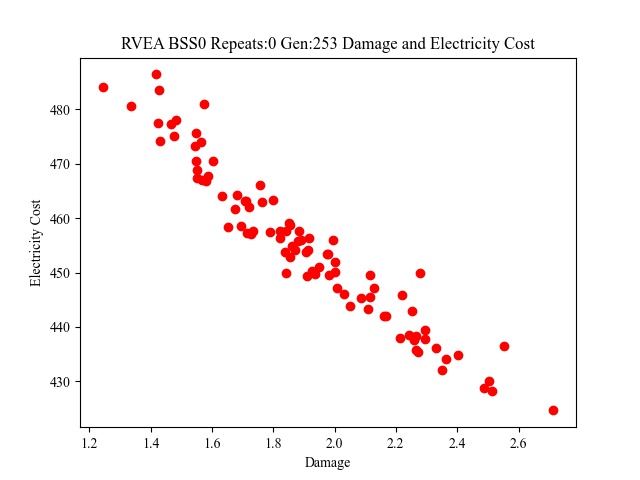 RVEA BSS0 Repeats:0 Gen:253 Damage and Electricity Cost
480
470
460
450
440
430
Electricity Cost
1.2 1.4 1.6 1.8 2.0 2.2 2.4 2.6
Damage